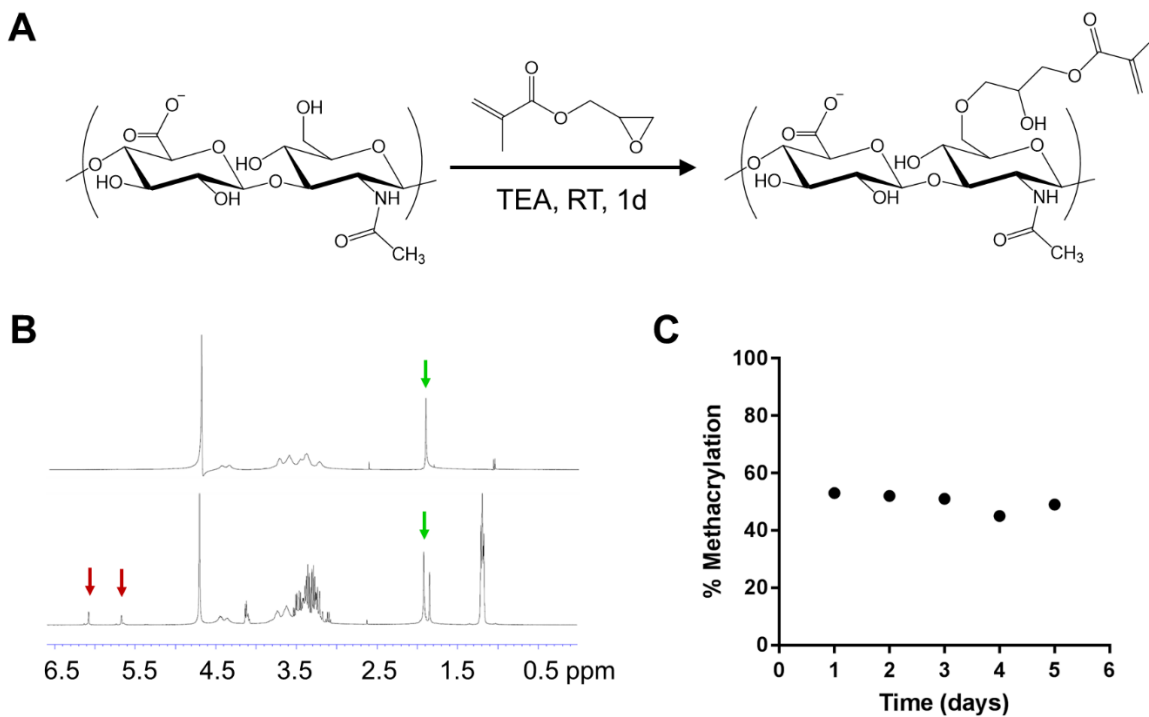 A
O
O
O
OH
O
O⁻
O
HO
O
HO
OH
O
NH
O
CH₃
O
O
O
TEA, RT, 1d
O
O
OH
O
O
O⁻
O
HO
O
HO
OH
O
NH
O
CH₃
B
6.5 5.5 4.5 3.5 2.5 1.5 0.5 ppm
C
% Methacrylation
100
80
60
40
20
0
0 1 2 3 4 5 6
Time (days)